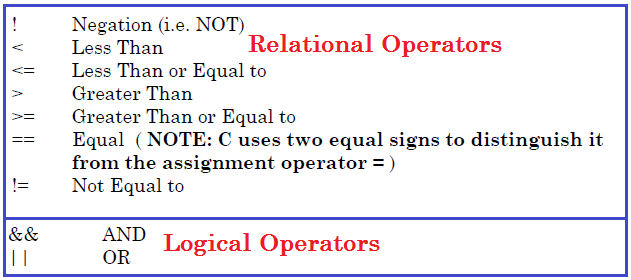 ! Negation (i.e. NOT)
< Less Than
Relational Operators
<= Less Than or Equal to
> Greater Than
>= Greater Than or Equal to
== Equal ( NOTE: C uses two equal signs to distinguish it
from the assignment operator = )
!= Not Equal to
&& AND
Logical Operators
|| OR